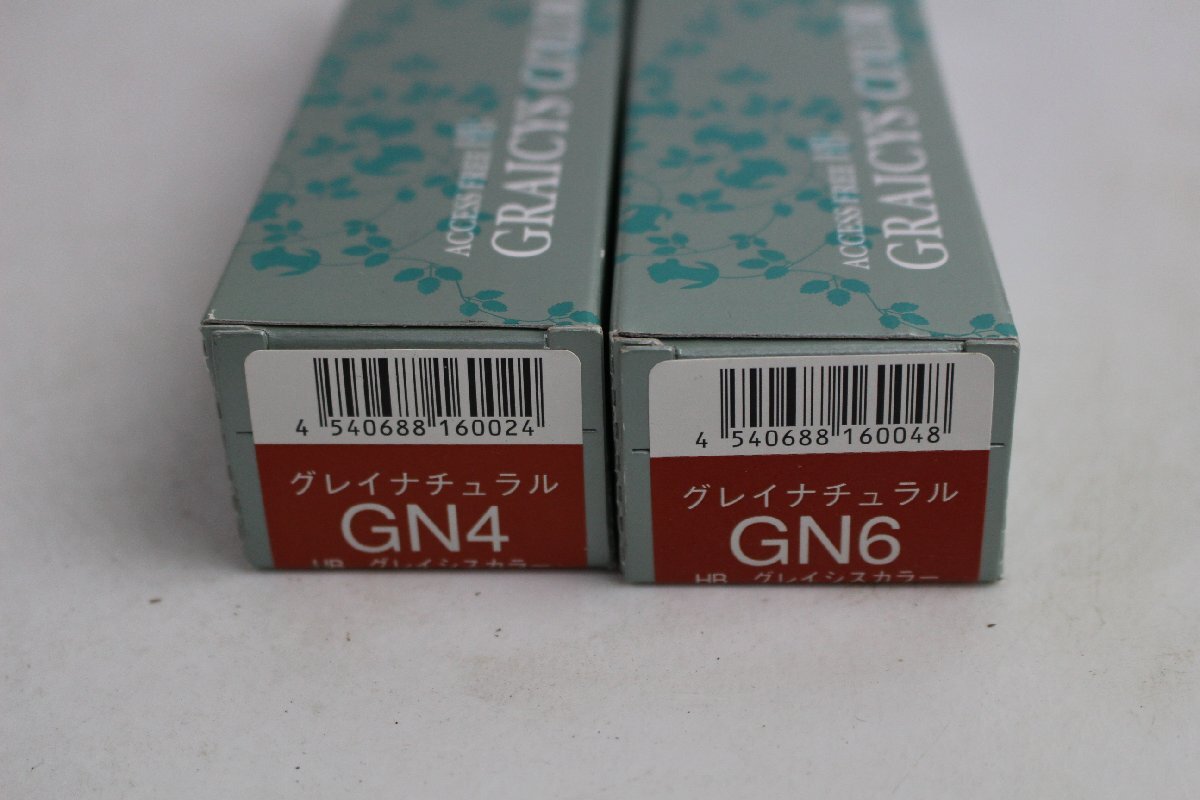 ACCESS FREE HB
GRAICYS COLOR
4 540688 160024
グレイナチュラル
GN4
HB グレイシスカラー
ACCESS FREE HB
GRAICYS COLOR
4 540688 160048
グレイナチュラル
GN6
HB グレイシスカラー